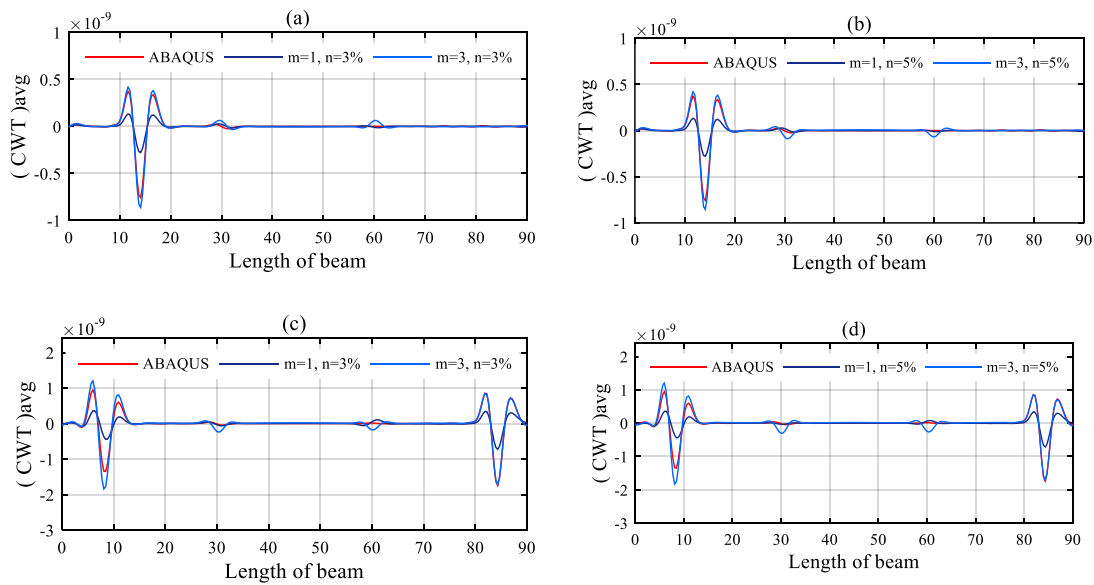 (a)
×10⁻⁹
ABAQUS m=1, n=3% m=3, n=3%
( CWT )avg
1
0.5
0
-0.5
-1
0 10 20 30 40 50 60 70 80 90
Length of beam
(b)
×10⁻⁹
ABAQUS m=1, n=5% m=3, n=5%
( CWT )avg
1
0.5
0
-0.5
-1
0 10 20 30 40 50 60 70 80 90
Length of beam
(c)
×10⁻⁹
ABAQUS m=1, n=3% m=3, n=3%
( CWT )avg
2
1
0
-1
-2
-3
0 10 20 30 40 50 60 70 80 90
Length of beam
(d)
×10⁻⁹
ABAQUS m=1, n=5% m=3, n=5%
( CWT )avg
2
1
0
-1
-2
-3
0 10 20 30 40 50 60 70 80 90
Length of beam